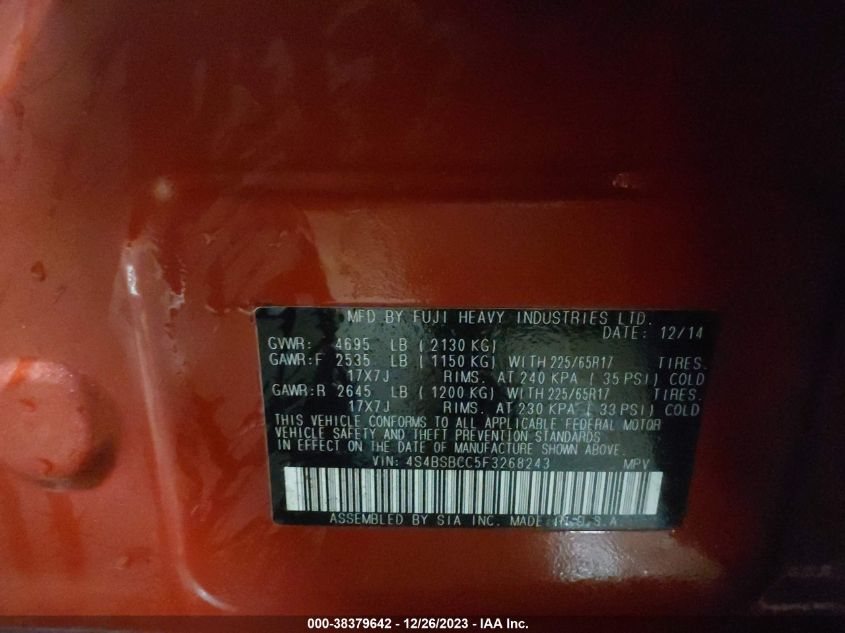 MFD BY FUJI HEAVY INDUSTRIES LTD.
DATE: 12/14
GVWR: 4695 LB (2130 KG)
GAWR:F 2535 LB (1150 KG) WITH 225/65R17 TIRES.
17X7J RIMS. AT 240 KPA (35 PSI) COLD
GAWR:R 2645 LB (1200 KG) WITH 225/65R17 TIRES.
17X7J RIMS. AT 230 KPA (33 PSI) COLD
THIS VEHICLE CONFORMS TO ALL APPLICABLE FEDERAL MOTOR
VEHICLE SAFETY AND THEFT PREVENTION STANDARDS
IN EFFECT ON THE DATE OF MANUFACTURE SHOWN ABOVE.
VIN: 4S4BSBCC5F3268243 MPV
ASSEMBLED BY SIA INC. MADE IN U.S.A
000-38379642 - 12/26/2023 - IAA Inc.